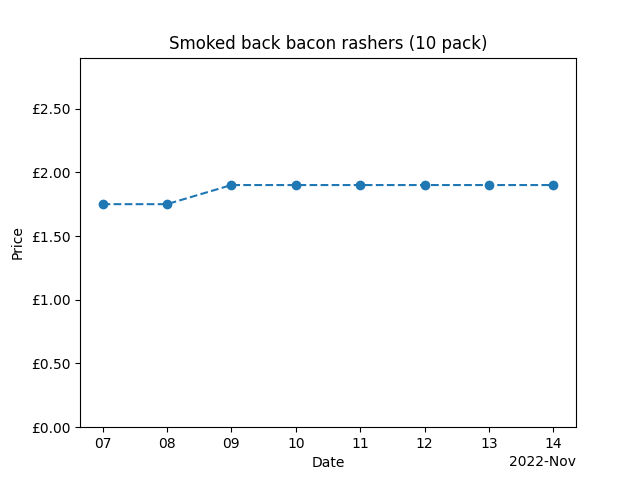 Smoked back bacon rashers (10 pack)
£2.50
£2.00
£1.50
£1.00
£0.50
£0.00
Price
07 08 09 10 11 12 13 14
Date
2022-Nov